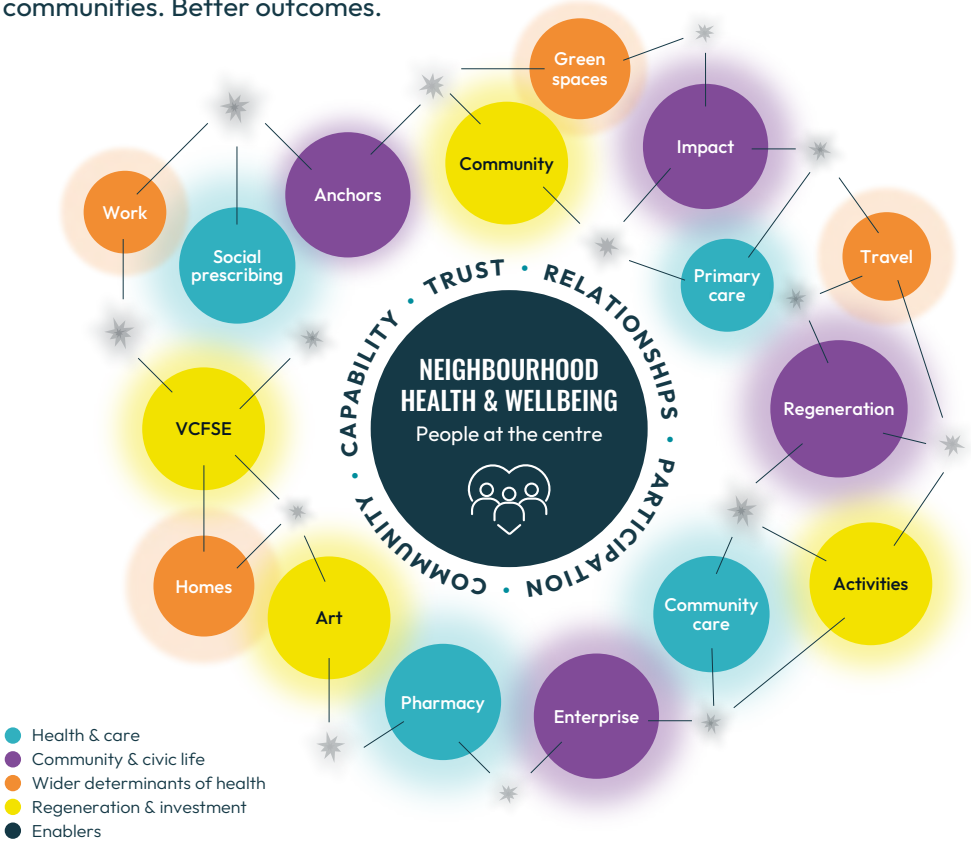 communities. Better outcomes.
Green
spaces
Impact
Community
Anchors
Work
Social
prescribing
Primary
care
Travel
TRUST • RELATIONSHIPS • PARTICIPATION • COMMUNITY • CAPABILITY •
NEIGHBOURHOOD
HEALTH & WELLBEING
People at the centre
Regeneration
VCFSE
Homes
Art
Activities
Community
care
Pharmacy
Enterprise
Health & care
Community & civic life
Wider determinants of health
Regeneration & investment
Enablers